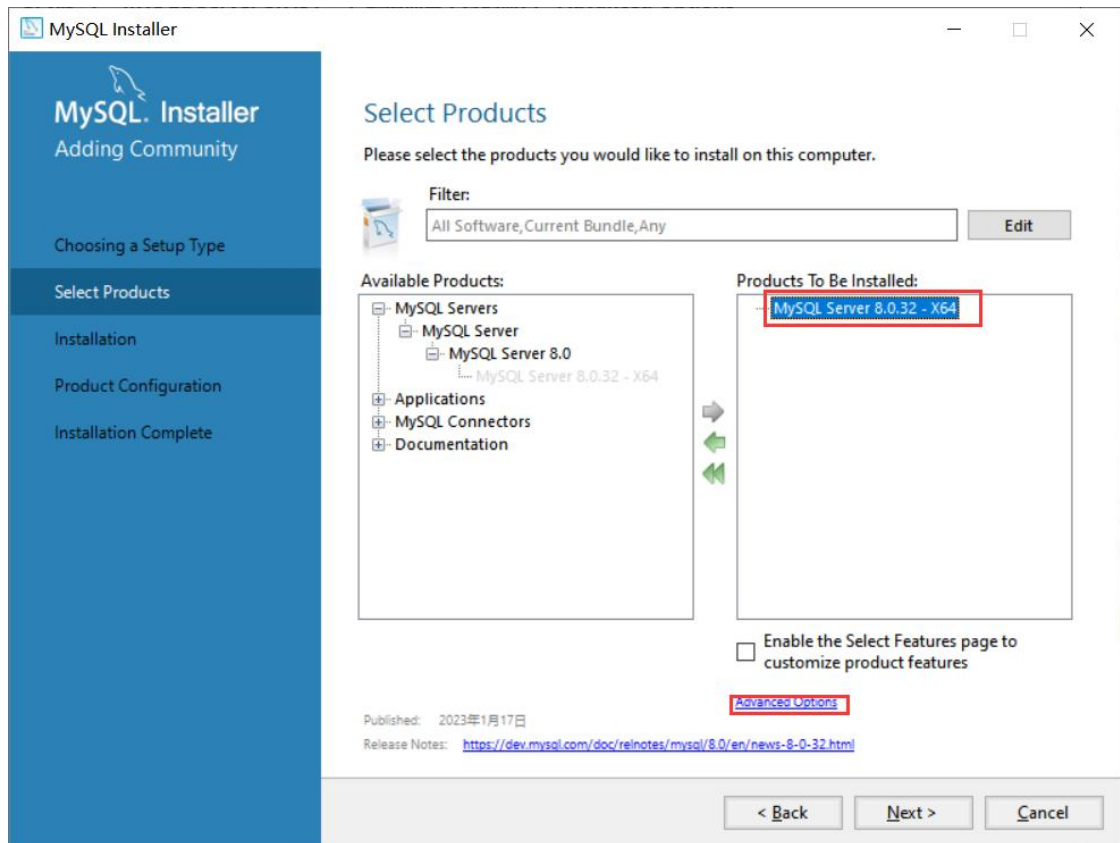 MySQL Installer
MySQL. Installer
Adding Community
Choosing a Setup Type
Select Products
Installation
Product Configuration
Installation Complete
Select Products
Please select the products you would like to install on this computer.
Filter:
All Software,Current Bundle,Any
Edit
Available Products:
MySQL Servers
MySQL Server
MySQL Server 8.0
MySQL Server 8.0.32 - X64
Applications
MySQL Connectors
Documentation
Products To Be Installed:
MySQL Server 8.0.32 - X64
Enable the Select Features page to
customize product features
Advanced Options
Published: 2023年1月17日
Release Notes: https://dev.mysql.com/doc/relnotes/mysql/8.0/en/news-8-0-32.html
< Back
Next >
Cancel